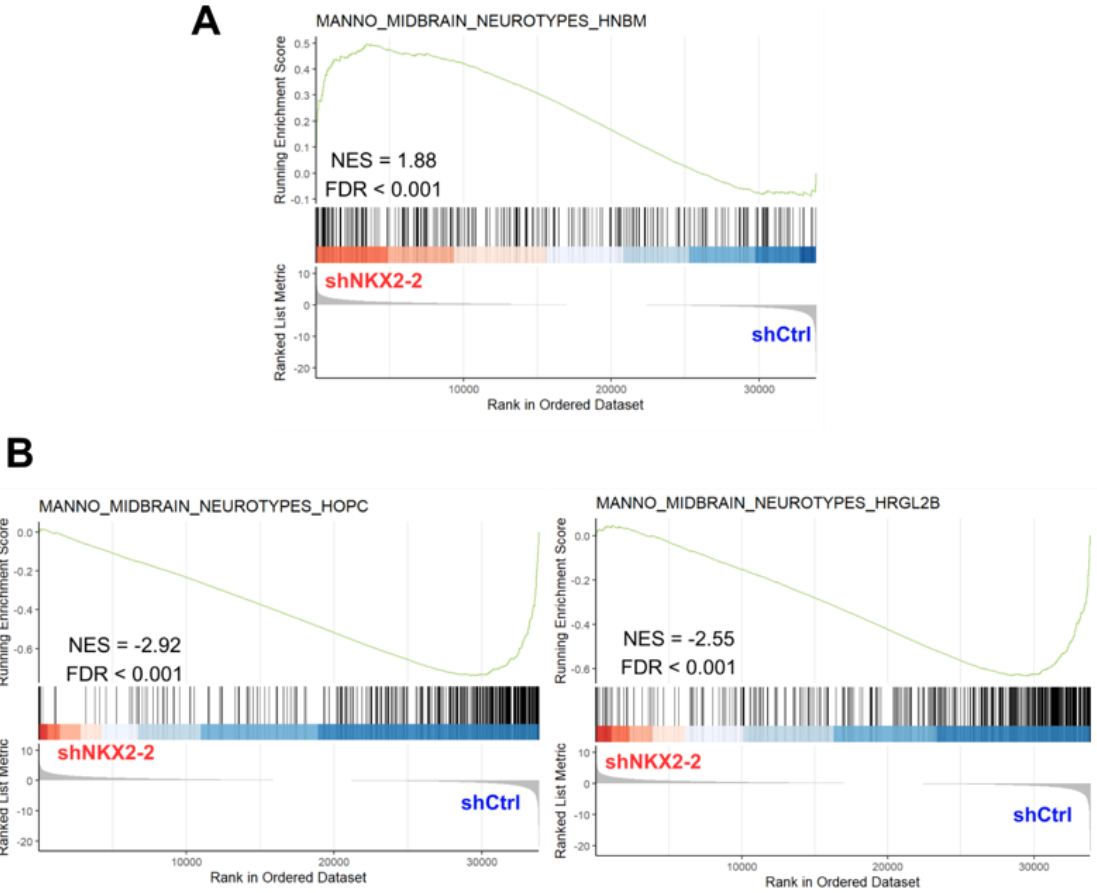 A
MANNO_MIDBRAIN_NEUROTYPES_HNBM
Running Enrichment Score
0.5
0.4
0.3
0.2
0.1
0.0
-0.1
NES = 1.88
FDR < 0.001
Ranked List Metric
10
0
-10
-20
shNKX2-2
shCtrl
10000 20000 30000
Rank in Ordered Dataset
B
MANNO_MIDBRAIN_NEUROTYPES_HOPC
Running Enrichment Score
0.0
-0.2
-0.4
-0.6
NES = -2.92
FDR < 0.001
Ranked List Metric
10
0
-10
-20
shNKX2-2
shCtrl
10000 20000 30000
Rank in Ordered Dataset
MANNO_MIDBRAIN_NEUROTYPES_HRGL2B
Running Enrichment Score
0.0
-0.2
-0.4
-0.6
NES = -2.55
FDR < 0.001
Ranked List Metric
10
0
-10
-20
shNKX2-2
shCtrl
10000 20000 30000
Rank in Ordered Dataset